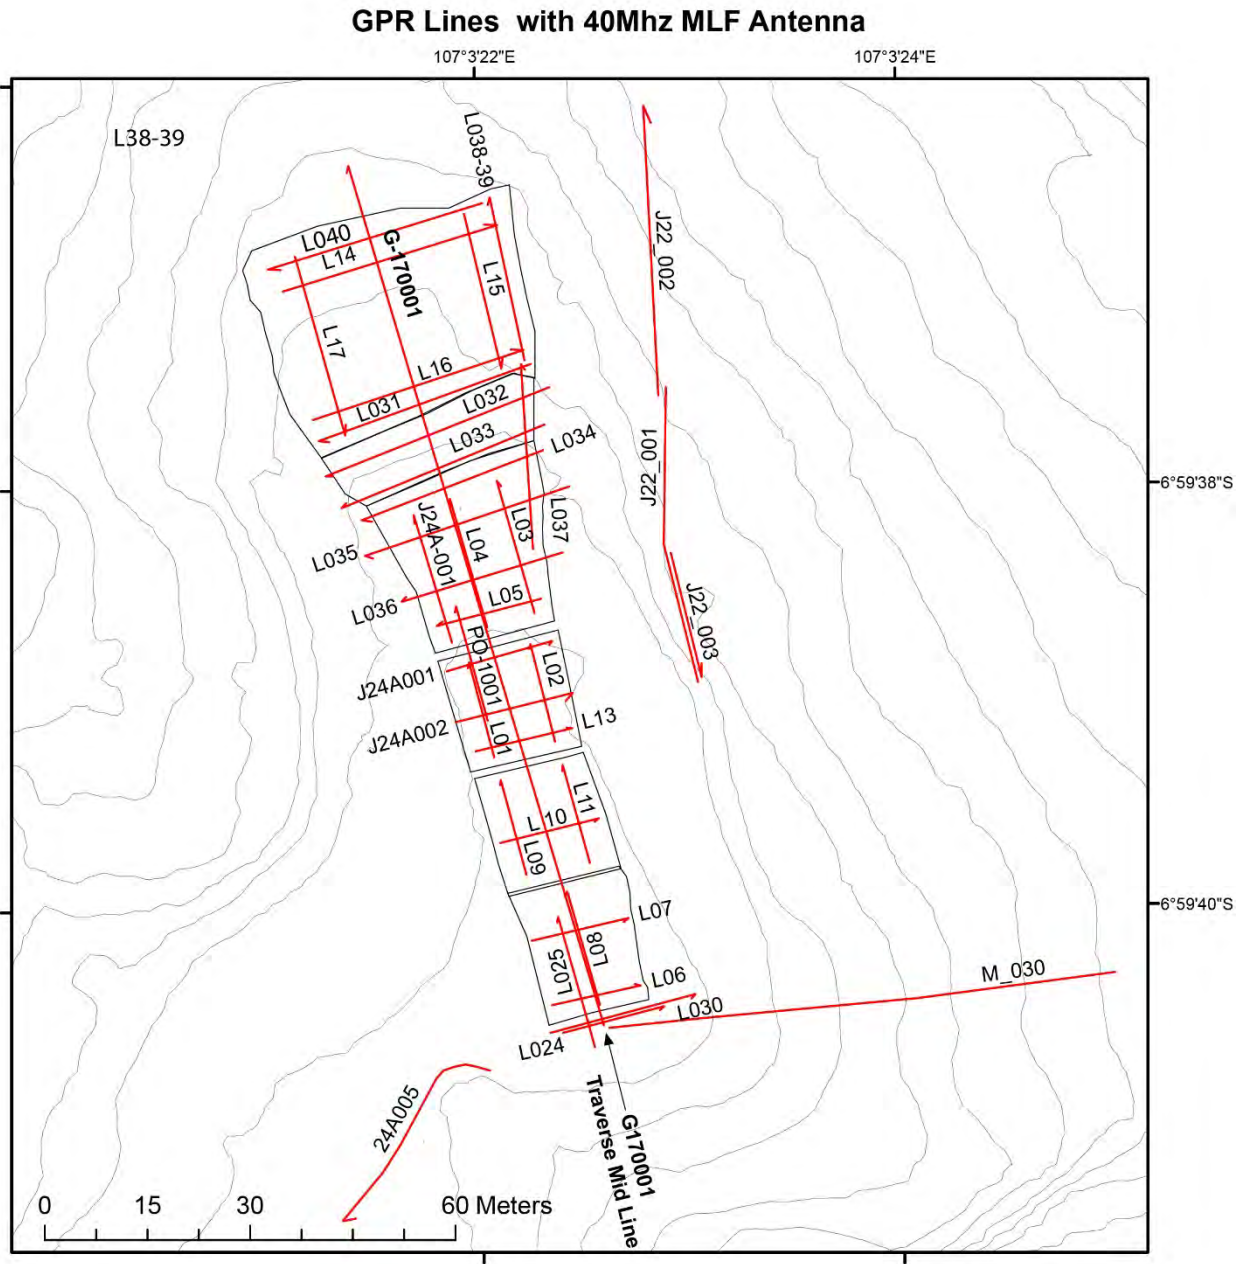 GPR Lines with 40Mhz MLF Antenna
107°3'22"E
107°3'24"E
L38-39
L038-39
J22_002
L040
L14
G-170001
L15
L17
L16
L031
L032
L033
L034
J22_001
6°59'38"S
J24A-001
L04
L03
L037
L035
L036
L05
J22_003
PO-1001
L02
J24A001
J24A002
L01
L13
L11
L 10
L09
L07
6°59'40"S
L08
L025
L06
M_030
L030
L024
24A005
G170001
Traverse Mid Line
0 15 30 60 Meters